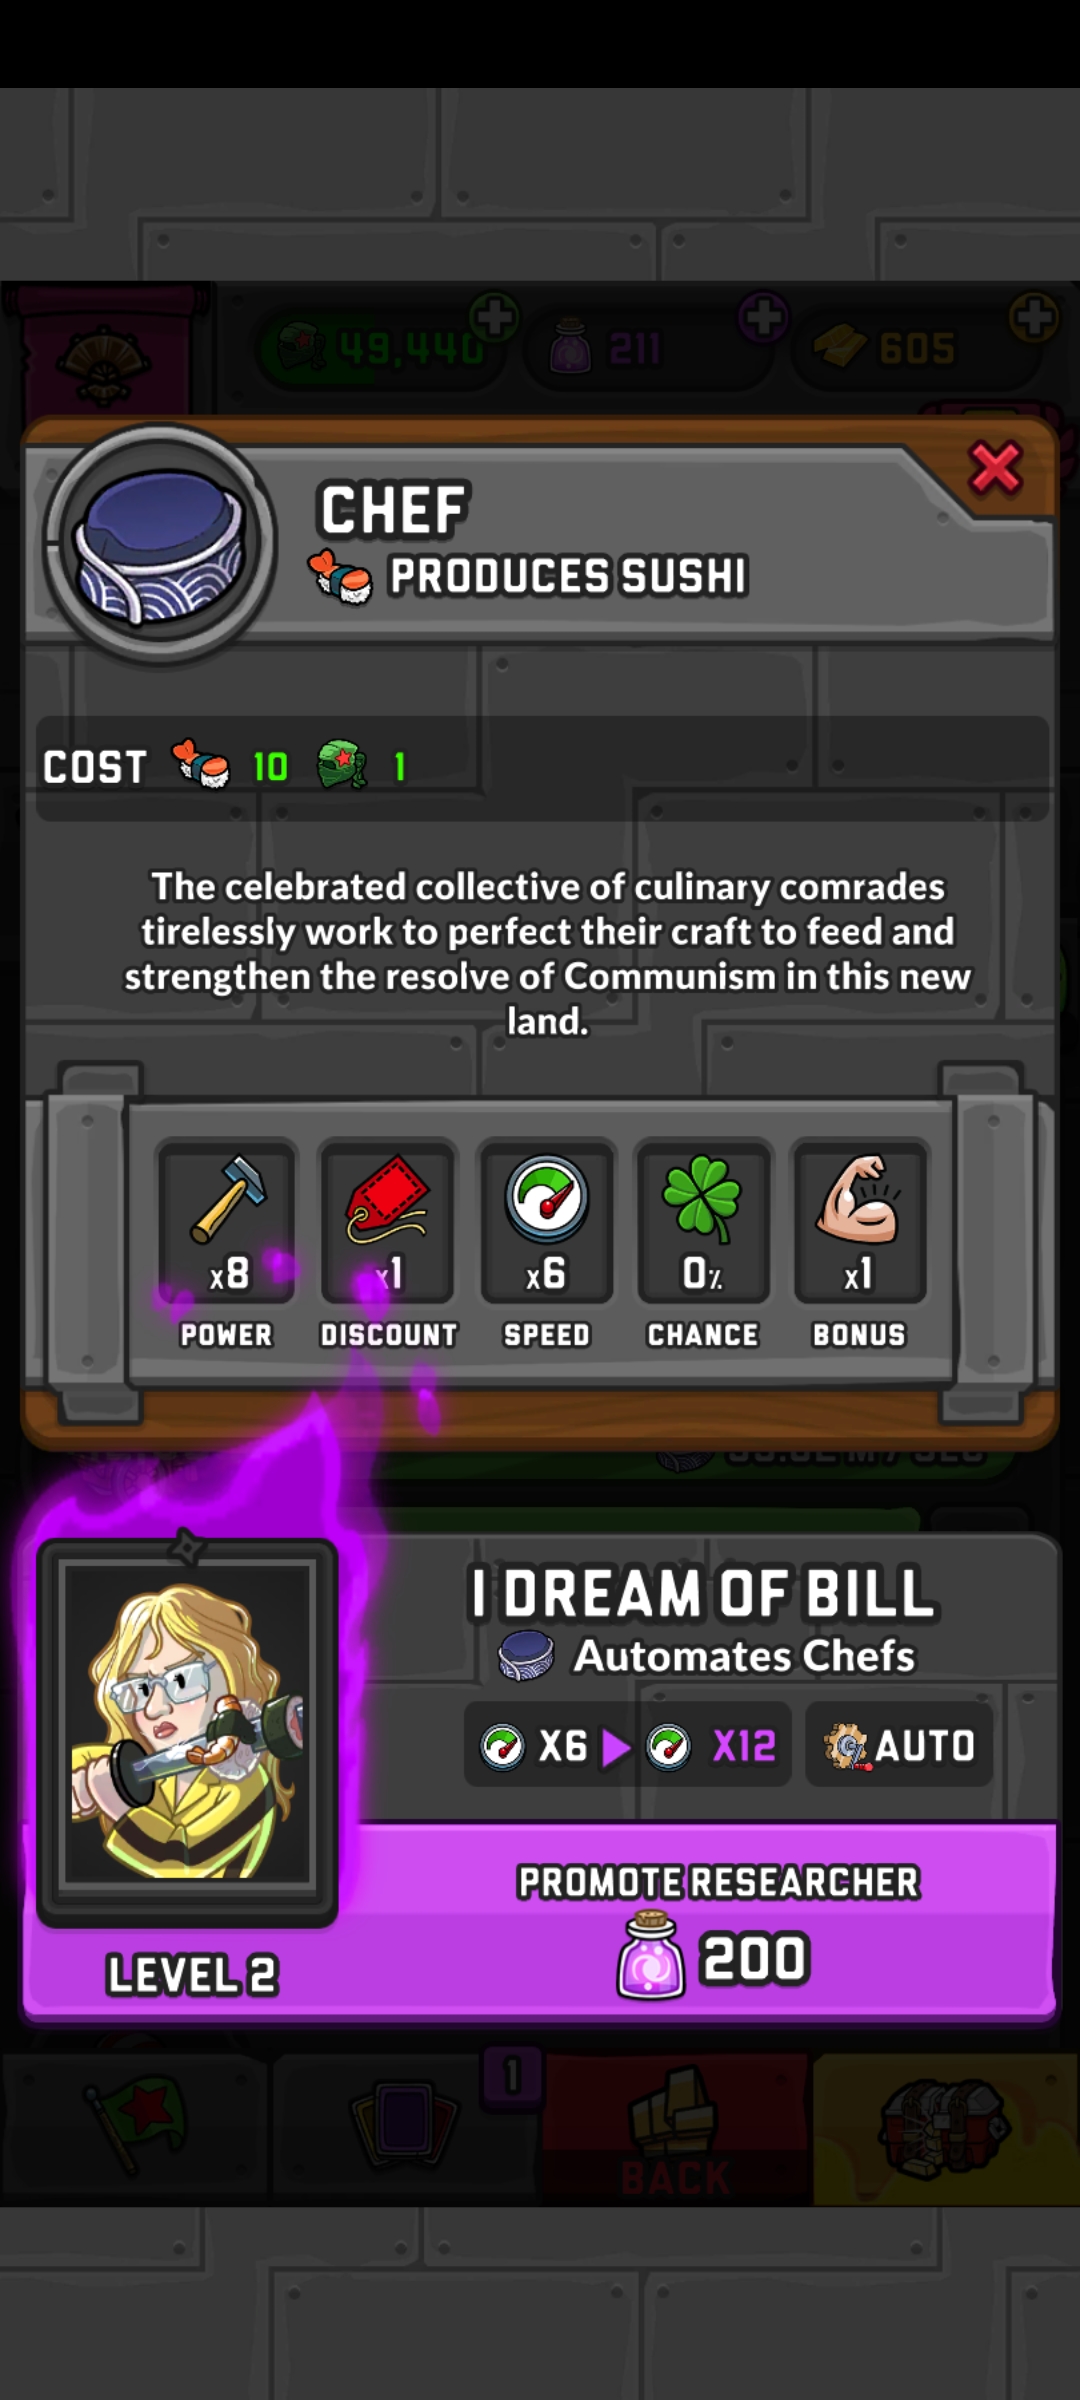 49,440
211
605
CHEF
PRODUCES SUSHI
COST 10 1
The celebrated collective of culinary comrades
tirelessly work to perfect their craft to feed and
strengthen the resolve of Communism in this new
land.
x8 x1 x6 0% x1
POWER DISCOUNT SPEED CHANCE BONUS
I DREAM OF BILL
Automates Chefs
X6 X12 AUTO
PROMOTE RESEARCHER
200
LEVEL 2
1
BACK